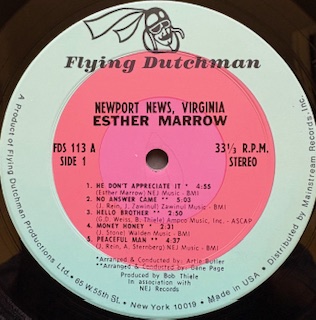 Flying Dutchman
NEWPORT NEWS, VIRGINIA
ESTHER MARROW
FDS 113 A
SIDE 1
33⅓ R.P.M.
STEREO
1. HE DON'T APPRECIATE IT * 4:55
(Esther Marrow) NEJ Music - BMI
2. NO ANSWER CAME ** 5:03
(J. Rein, J. Zawinul) Zawinul Music - BMI
3. HELLO BROTHER ** 2:50
(G.D. Weiss, B. Thiele) Ampco Music, Inc. - ASCAP
4. MONEY HONEY * 2:31
(J. Stone) Walden Music - BMI
5. PEACEFUL MAN ** 4:37
(J. Rein, A. Sternberg) NEJ Music - BMI
*Arranged & Conducted by: Artie Butler
**Arranged & Conducted by: Gene Page
Produced by Bob Thiele
in association with
NEJ Records
A Product of Flying Dutchman Productions Ltd. • 65 W. 55th St. • New York 10019 • Made in USA • Distributed by Mainstream Records Inc.